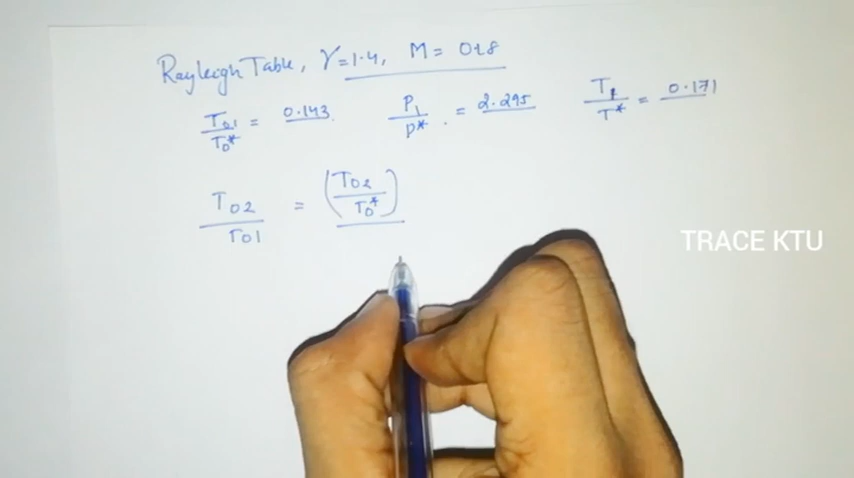 Rayleigh Table, γ=1.4, M = 0.18
T01/T0* = 0.143 P1/P* = 2.295 T1/T* = 0.171
T02/T01 = (T02/T0*)
TRACE KTU